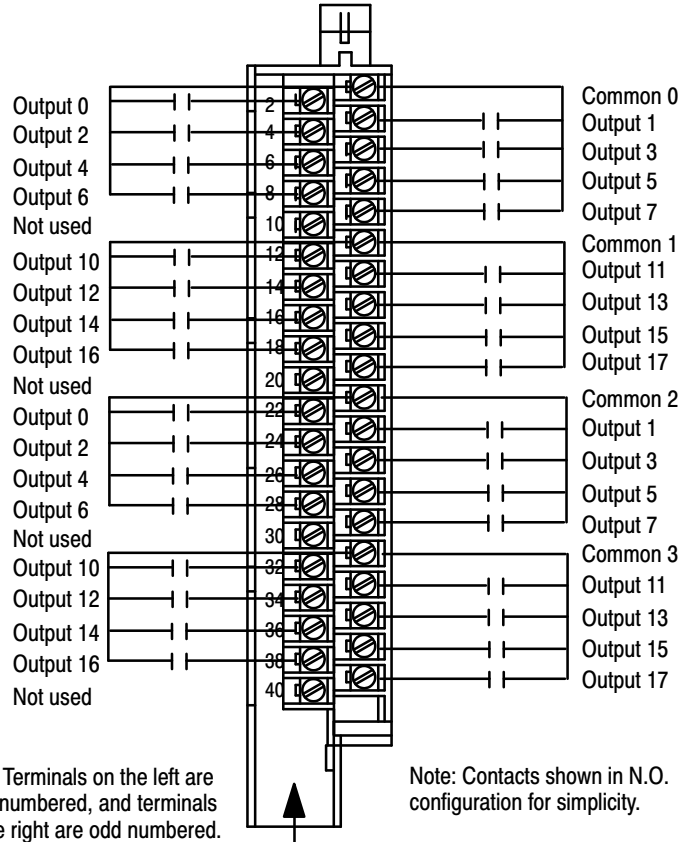 Output 0
Output 2
Output 4
Output 6
Not used
Output 10
Output 12
Output 14
Output 16
Not used
Output 0
Output 2
Output 4
Output 6
Not used
Output 10
Output 12
Output 14
Output 16
Not used
2
4
6
8
10
12
14
16
18
20
22
24
26
28
30
32
34
36
38
40
Common 0
Output 1
Output 3
Output 5
Output 7
Common 1
Output 11
Output 13
Output 15
Output 17
Common 2
Output 1
Output 3
Output 5
Output 7
Common 3
Output 11
Output 13
Output 15
Output 17
Terminals on the left are
numbered, and terminals
right are odd numbered.
Note: Contacts shown in N.O.
configuration for simplicity.